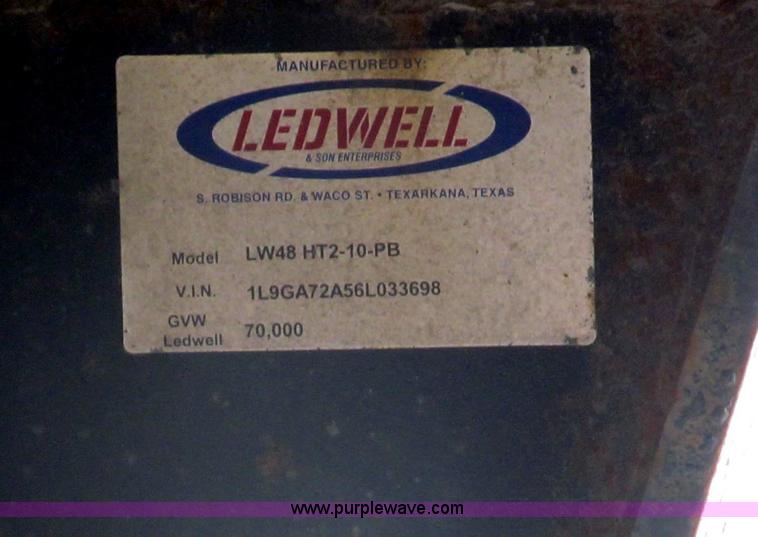 MANUFACTURED BY:
LEDWELL
& SON ENTERPRISES
S. ROBISON RD. & WACO ST. • TEXARKANA, TEXAS
Model LW48 HT2-10-PB
V.I.N. 1L9GA72A56L033698
GVW
Ledwell 70,000
www.purplewave.com